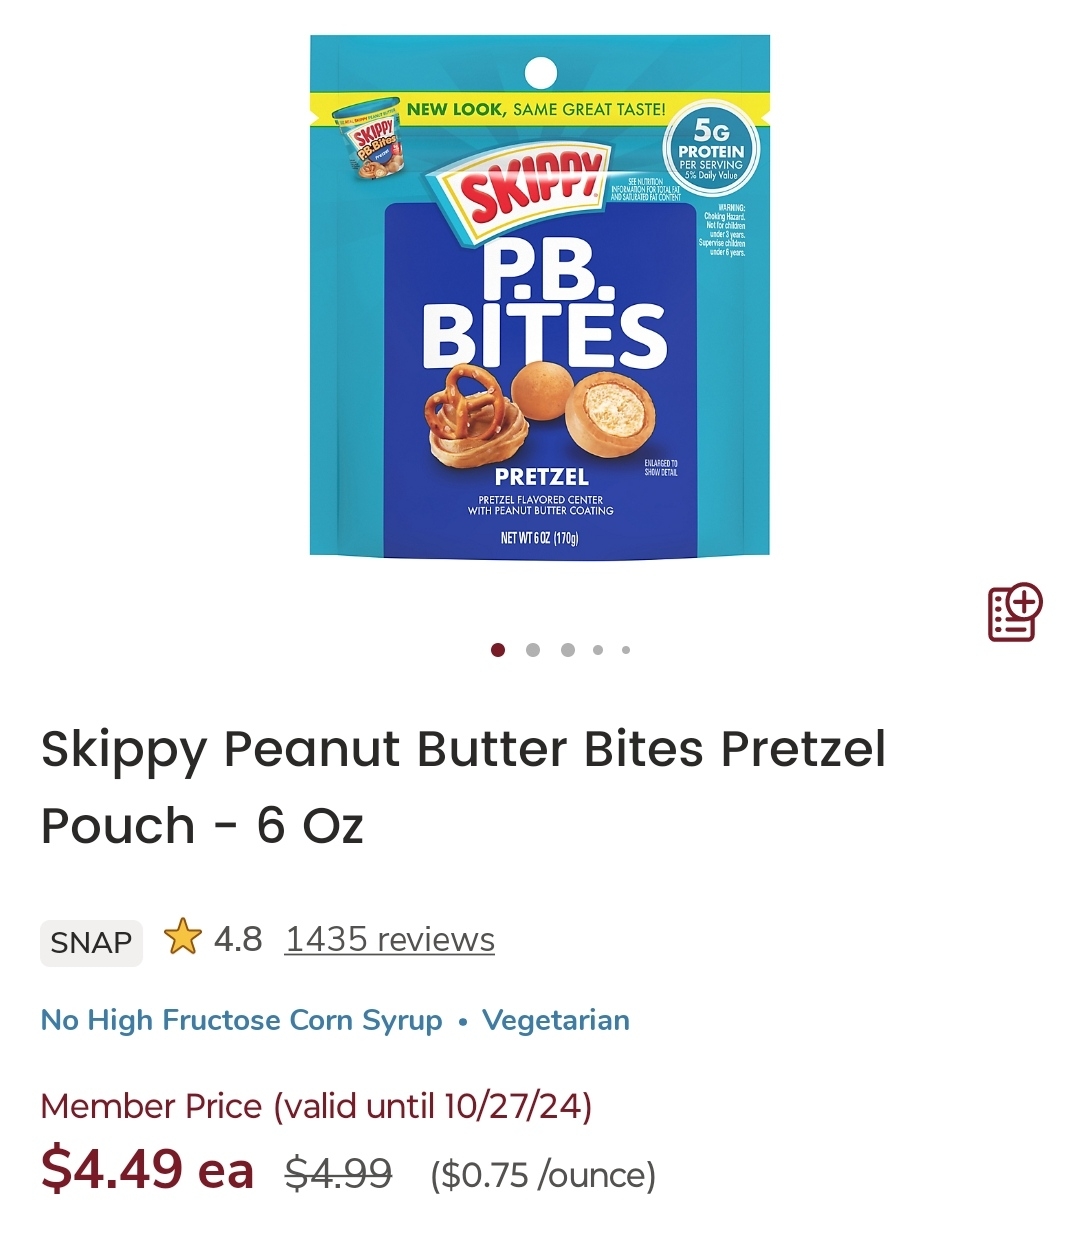 NEW LOOK, SAME GREAT TASTE!
SKIPPY
P.B. Bites
5G
PROTEIN
PER SERVING
5% Daily Value
SKIPPY
SEE NUTRITION
INFORMATION FOR TOTAL FAT
AND SATURATED FAT CONTENT
WARNING:
Choking Hazard.
Not for children
under 3 years.
Supervise children
under 6 years.
P.B.
BITES
ENLARGED TO
SHOW DETAIL
PRETZEL
PRETZEL FLAVORED CENTER
WITH PEANUT BUTTER COATING
NET WT 6 OZ (170g)
Skippy Peanut Butter Bites Pretzel
Pouch - 6 Oz
SNAP 4.8 1435 reviews
No High Fructose Corn Syrup • Vegetarian
Member Price (valid until 10/27/24)
$4.49 ea $4.99 ($0.75 /ounce)